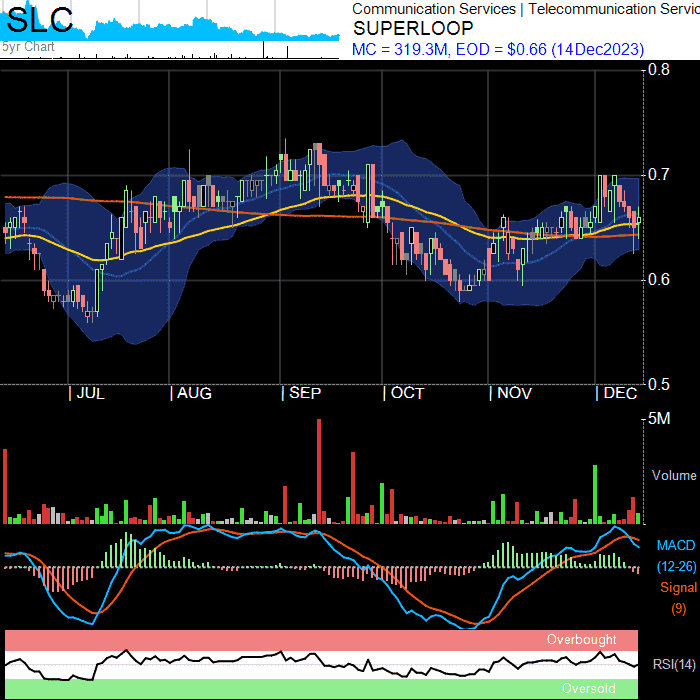 SLC
5yr Chart
Communication Services | Telecommunication Servic
SUPERLOOP
MC = 319.3M, EOD = $0.66 (14Dec2023)
0.8
0.7
0.6
0.5
JUL AUG SEP OCT NOV DEC
5M
Volume
MACD
(12-26)
Signal
(9)
Overbought
RSI(14)
Oversold